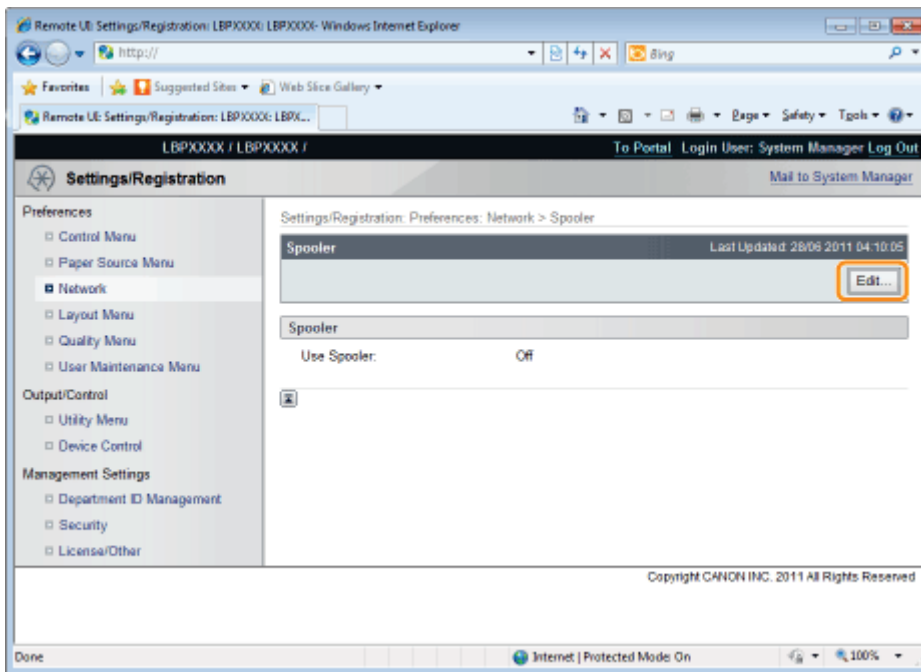 Remote UI: Settings/Registration: LBPXXXX: LBPXXXX- Windows Internet Explorer
http://
Bing
Favorites Suggested Sites Web Slice Gallery
Remote UI: Settings/Registration: LBPXXXX: LBPX... Page Safety Tools
LBPXXXX / LBPXXXX / To Portal Login User: System Manager Log Out
Settings/Registration Mail to System Manager
Preferences
Control Menu
Paper Source Menu
Network
Layout Menu
Quality Menu
User Maintenance Menu
Output/Control
Utility Menu
Device Control
Management Settings
Department ID Management
Security
License/Other
Settings/Registration: Preferences: Network > Spooler
Spooler Last Updated: 28/06 2011 04:10:05
Edit...
Spooler
Use Spooler: Off
Copyright CANON INC. 2011 All Rights Reserved
Done Internet | Protected Mode: On 100%